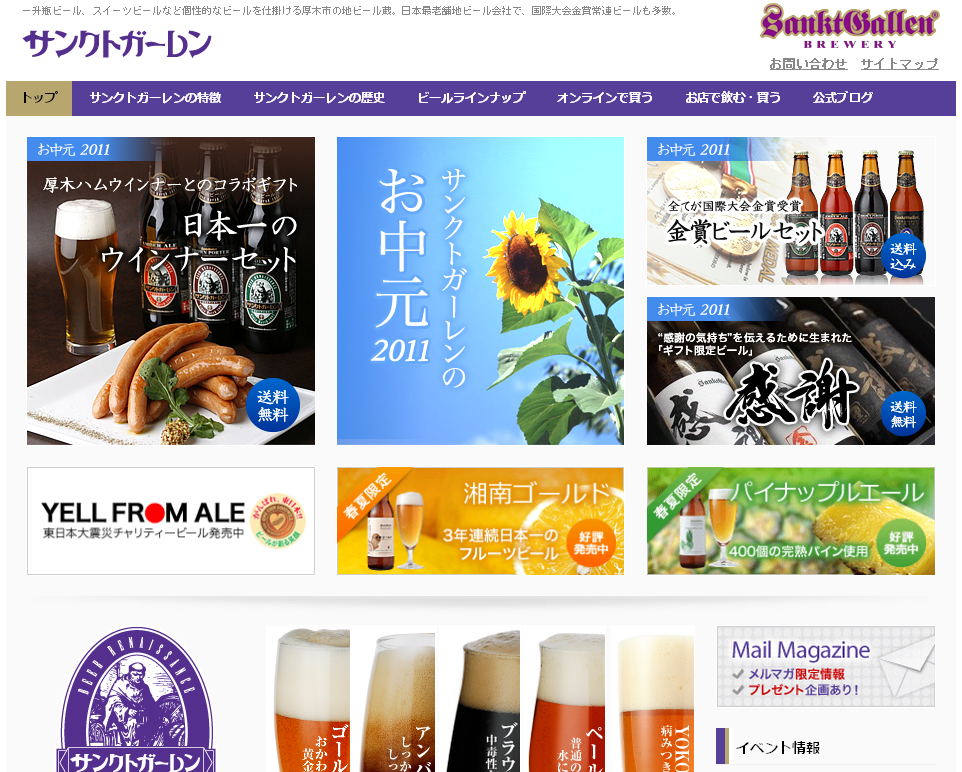 一升瓶ビール、スイーツビールなど個性的なビールを仕掛ける厚木市の地ビール蔵。日本最老舗地ビール会社で、国際大会金賞常連ビールも多数。
サンクトガーレン
SanktGallen
BREWERY
お問い合わせ サイトマップ
トップ サンクトガーレンの特徴 サンクトガーレンの歴史 ビールラインナップ オンラインで買う お店で飲む・買う 公式ブログ
お中元 2011
厚木ハムウインナーとのコラボギフト
日本一の
ウインナーセット
送料
無料
サンクトガーレンの
お中元
2011
お中元 2011
全てが国際大会金賞受賞
金賞ビールセット
送料
込み
お中元 2011
“感謝の気持ち”を伝えるために生まれた
「ギフト限定ビール」
感謝
送料
無料
YELL FROM ALE
東日本大震災チャリティービール発売中
がんばれ、東日本!!
ビールが創る笑顔
春夏限定
湘南ゴールド
3年連続日本一の
フルーツビール
好評
発売中
春夏限定
パイナップルエール
400個の完熟パイン使用
好評
発売中
BEER RENAISSANCE
サンクトガーレン
ゴール
おかわ
黄金
アンバ
しっか
しっ
ブラウ
中毒性
ペール
普通の
水に
YOKO
病みつき
Mail Magazine
メルマガ限定情報
プレゼント企画あり!
イベント情報